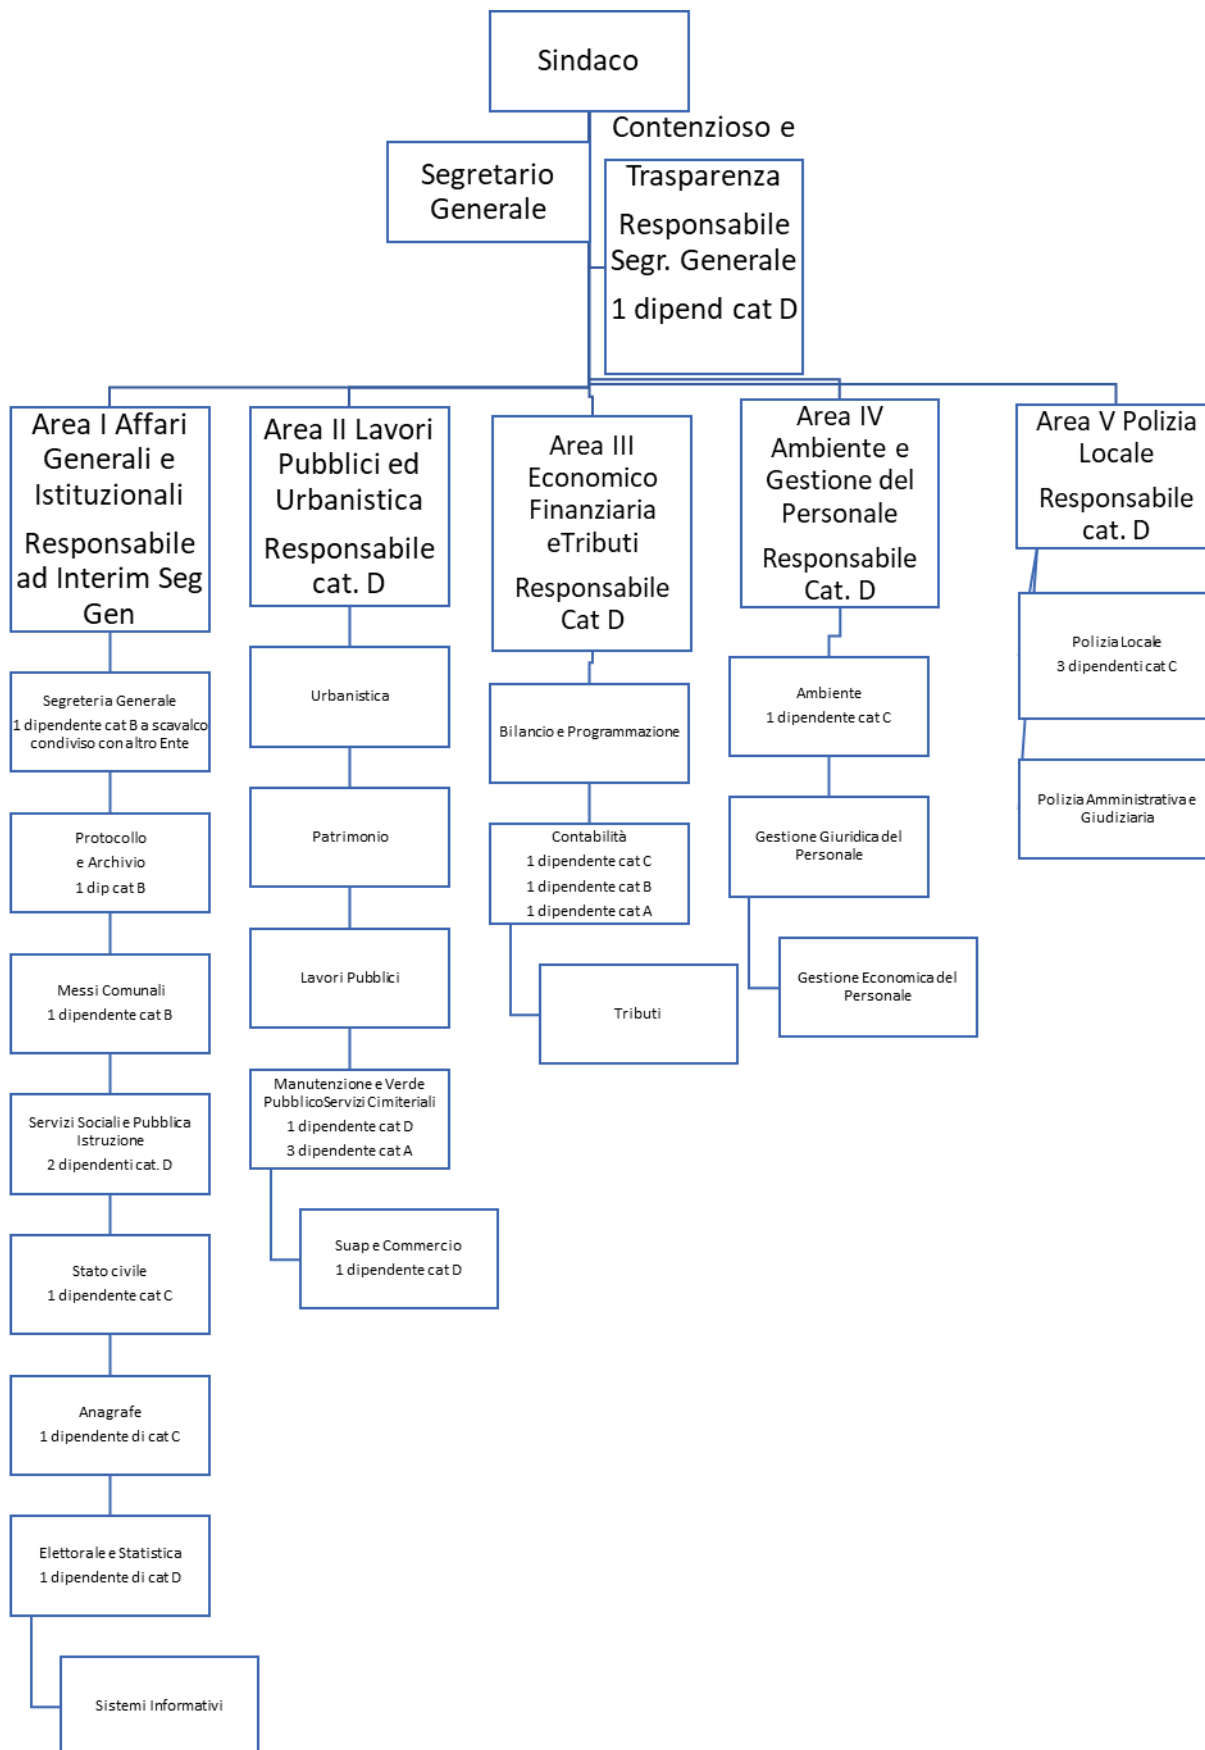 Sindaco
Segretario
Generale
Contenzioso e
Trasparenza
Responsabile
Segr. Generale
1 dipend cat D
Area I Affari
Generali e
Istituzionali
Responsabile
ad Interim Seg
Gen
Segreteria Generale
1 dipendente cat B a scavalco
condiviso con altro Ente
Protocollo
e Archivio
1 dip cat B
Messi Comunali
1 dipendente cat B
Servizi Sociali e Pubblica
Istruzione
2 dipendenti cat. D
Stato civile
1 dipendente cat C
Anagrafe
1 dipendente di cat C
Elettorale e Statistica
1 dipendente di cat D
Sistemi Informativi
Area II Lavori
Pubblici ed
Urbanistica
Responsabile
cat. D
Urbanistica
Patrimonio
Lavori Pubblici
Manutenzione e Verde
PubblicoServizi Cimiteriali
1 dipendente cat D
3 dipendente cat A
Suap e Commercio
1 dipendente cat D
Area III
Economico
Finanziaria
eTributi
Responsabile
Cat D
Bilancio e Programmazione
Contabilità
1 dipendente cat C
1 dipendente cat B
1 dipendente cat A
Tributi
Area IV
Ambiente e
Gestione del
Personale
Responsabile
Cat. D
Ambiente
1 dipendente cat C
Gestione Giuridica del
Personale
Gestione Economica del
Personale
Area V Polizia
Locale
Responsabile
cat. D
Polizia Locale
3 dipendenti cat C
Polizia Amministrativa e
Giudiziaria